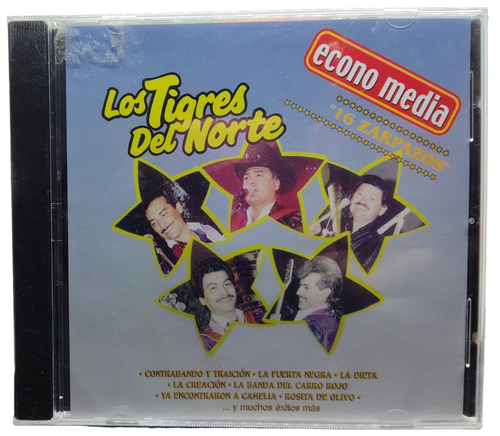 econo media
Los Tigres
Del Norte
"16 ZARPAZOS"
• CONTRABANDO Y TRAICIÓN • LA PUERTA NEGRA • LA DIETA
• LA CREACIÓN • LA BANDA DEL CARRO ROJO
• YA ENCONTRARON A CAMELIA • ROSITA DE OLIVO •
... y muchos éxitos más